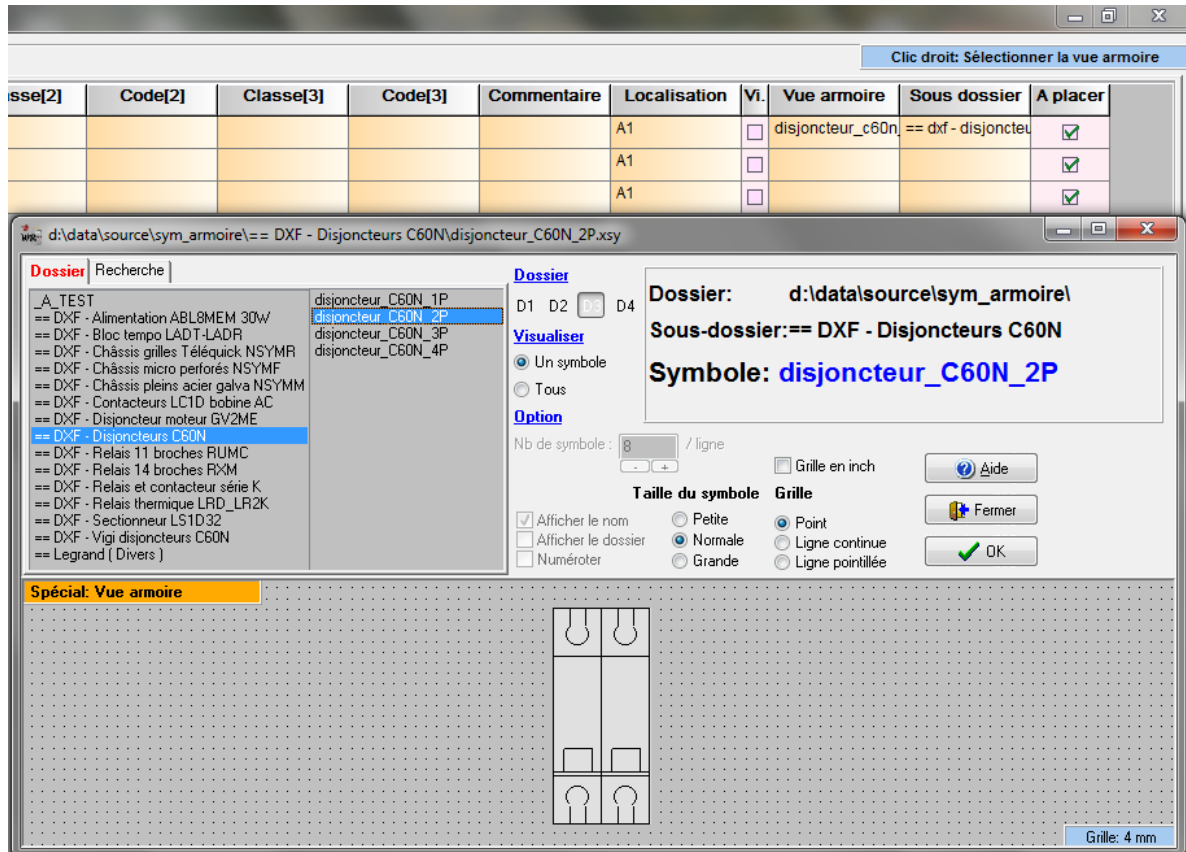 Clic droit: Sélectionner la vue armoire
sse[2] Code[2] Classe[3] Code[3] Commentaire Localisation Vi. Vue armoire Sous dossier A placer
A1 disjoncteur_c60n_ == dxf - disjoncteu
A1
A1
d:\data\source\sym_armoire\== DXF - Disjoncteurs C60N\disjoncteur_C60N_2P.xsy
Dossier Recherche
_A_TEST
== DXF - Alimentation ABL8MEM 30W
== DXF - Bloc tempo LADT-LADR
== DXF - Châssis grilles Téléquick NSYMR
== DXF - Châssis micro perforés NSYMF
== DXF - Châssis pleins acier galva NSYMM
== DXF - Contacteurs LC1D bobine AC
== DXF - Disjoncteur moteur GV2ME
== DXF - Disjoncteurs C60N
== DXF - Relais 11 broches RUMC
== DXF - Relais 14 broches RXM
== DXF - Relais et contacteur série K
== DXF - Relais thermique LRD_LR2K
== DXF - Sectionneur LS1D32
== DXF - Vigi disjoncteurs C60N
== Legrand ( Divers )
disjoncteur_C60N_1P
disjoncteur_C60N_2P
disjoncteur_C60N_3P
disjoncteur_C60N_4P
Dossier
D1 D2 D3 D4
Visualiser
Un symbole
Tous
Option
Nb de symbole : 8 / ligne
- +
Dossier: d:\data\source\sym_armoire\
Sous-dossier:== DXF - Disjoncteurs C60N
Symbole: disjoncteur_C60N_2P
Grille en inch
Taille du symbole Grille
Afficher le nom Petite Point
Afficher le dossier Normale Ligne continue
Numéroter Grande Ligne pointillée
Aide
Fermer
OK
Spécial: Vue armoire
Grille: 4 mm